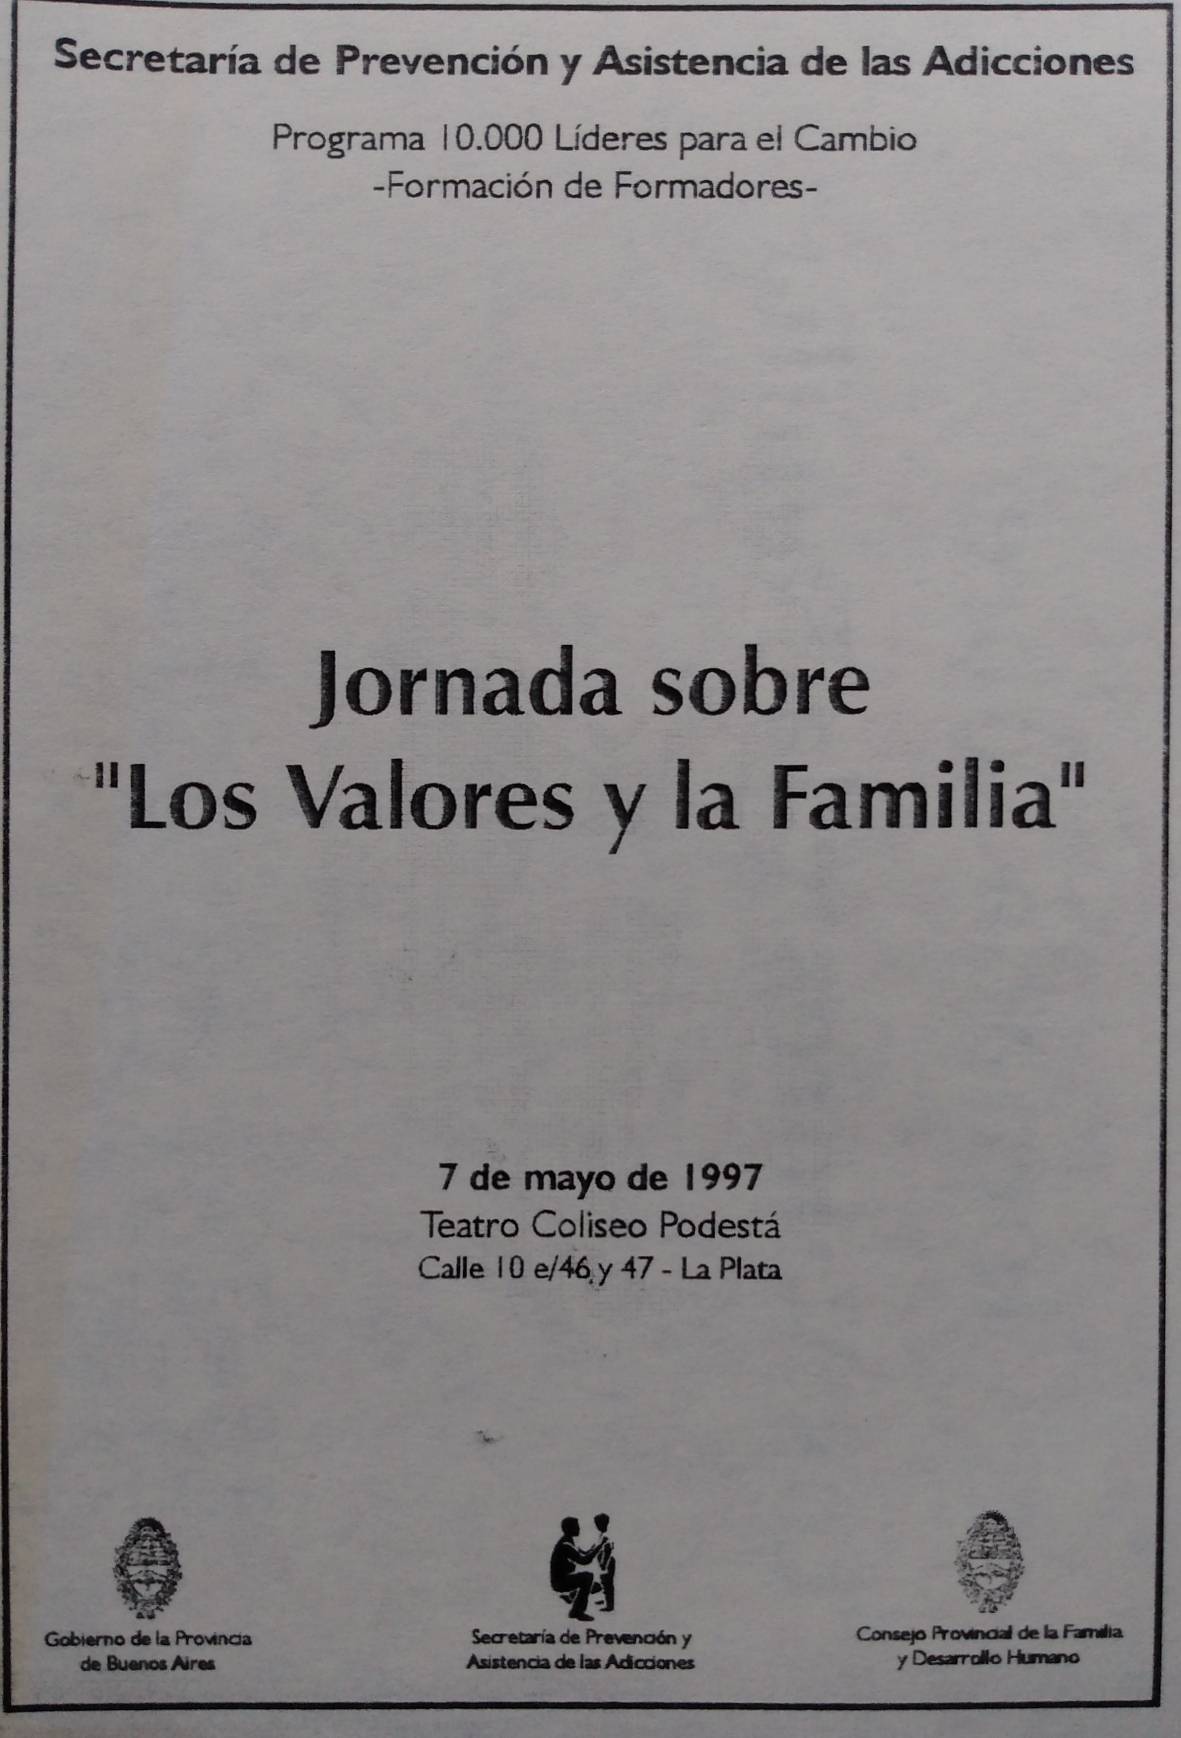 Secretaría de Prevención y Asistencia de las Adicciones
Programa 10.000 Líderes para el Cambio
-Formación de Formadores-
Jornada sobre
"Los Valores y la Familia"
7 de mayo de 1997
Teatro Coliseo Podestá
Calle 10 e/46 y 47 - La Plata
Gobierno de la Provincia
de Buenos Aires
Secretaría de Prevención y
Asistencia de las Adicciones
Consejo Provincial de la Familia
y Desarrollo Humano